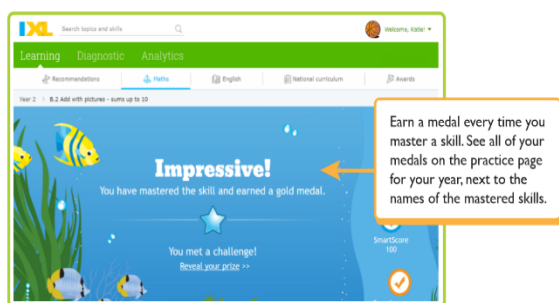 IXL
Search topics and skills
Welcome, Katie!
Learning Diagnostic Analytics
Recommendations Maths English National curriculum Awards
Year 2 > B.2 Add with pictures - sums up to 10
Impressive!
You have mastered the skill and earned a gold medal.
You met a challenge!
Reveal your prize >>
SmartScore
100
Earn a medal every time you
master a skill. See all of your
medals on the practice page
for your year, next to the
names of the mastered skills.